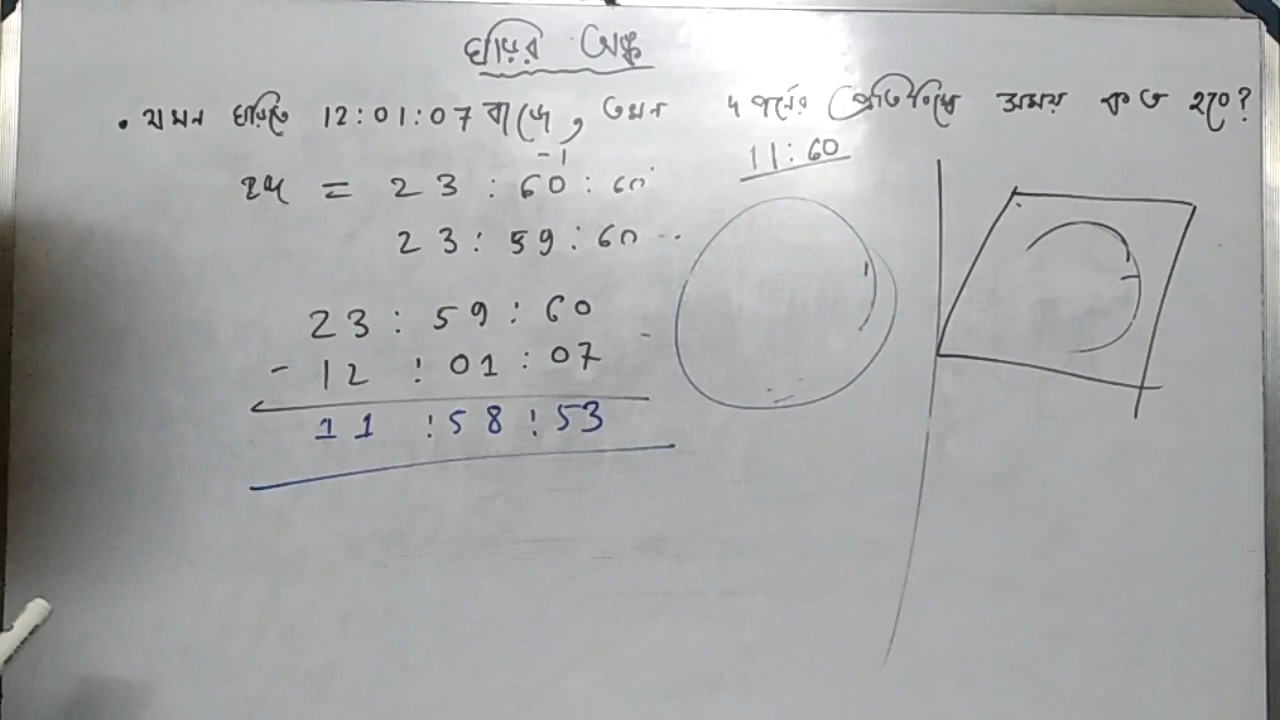 ঘড়ির অঙ্ক
• যখন ঘড়িতে 12:01:07 বাজে, তখন দর্পনের প্রতিবিম্বে সময় কত হবে?
11:60
-1
২৪ = 23:60:60
23:59:60
23:59:60
- 12:01:07
11:58:53